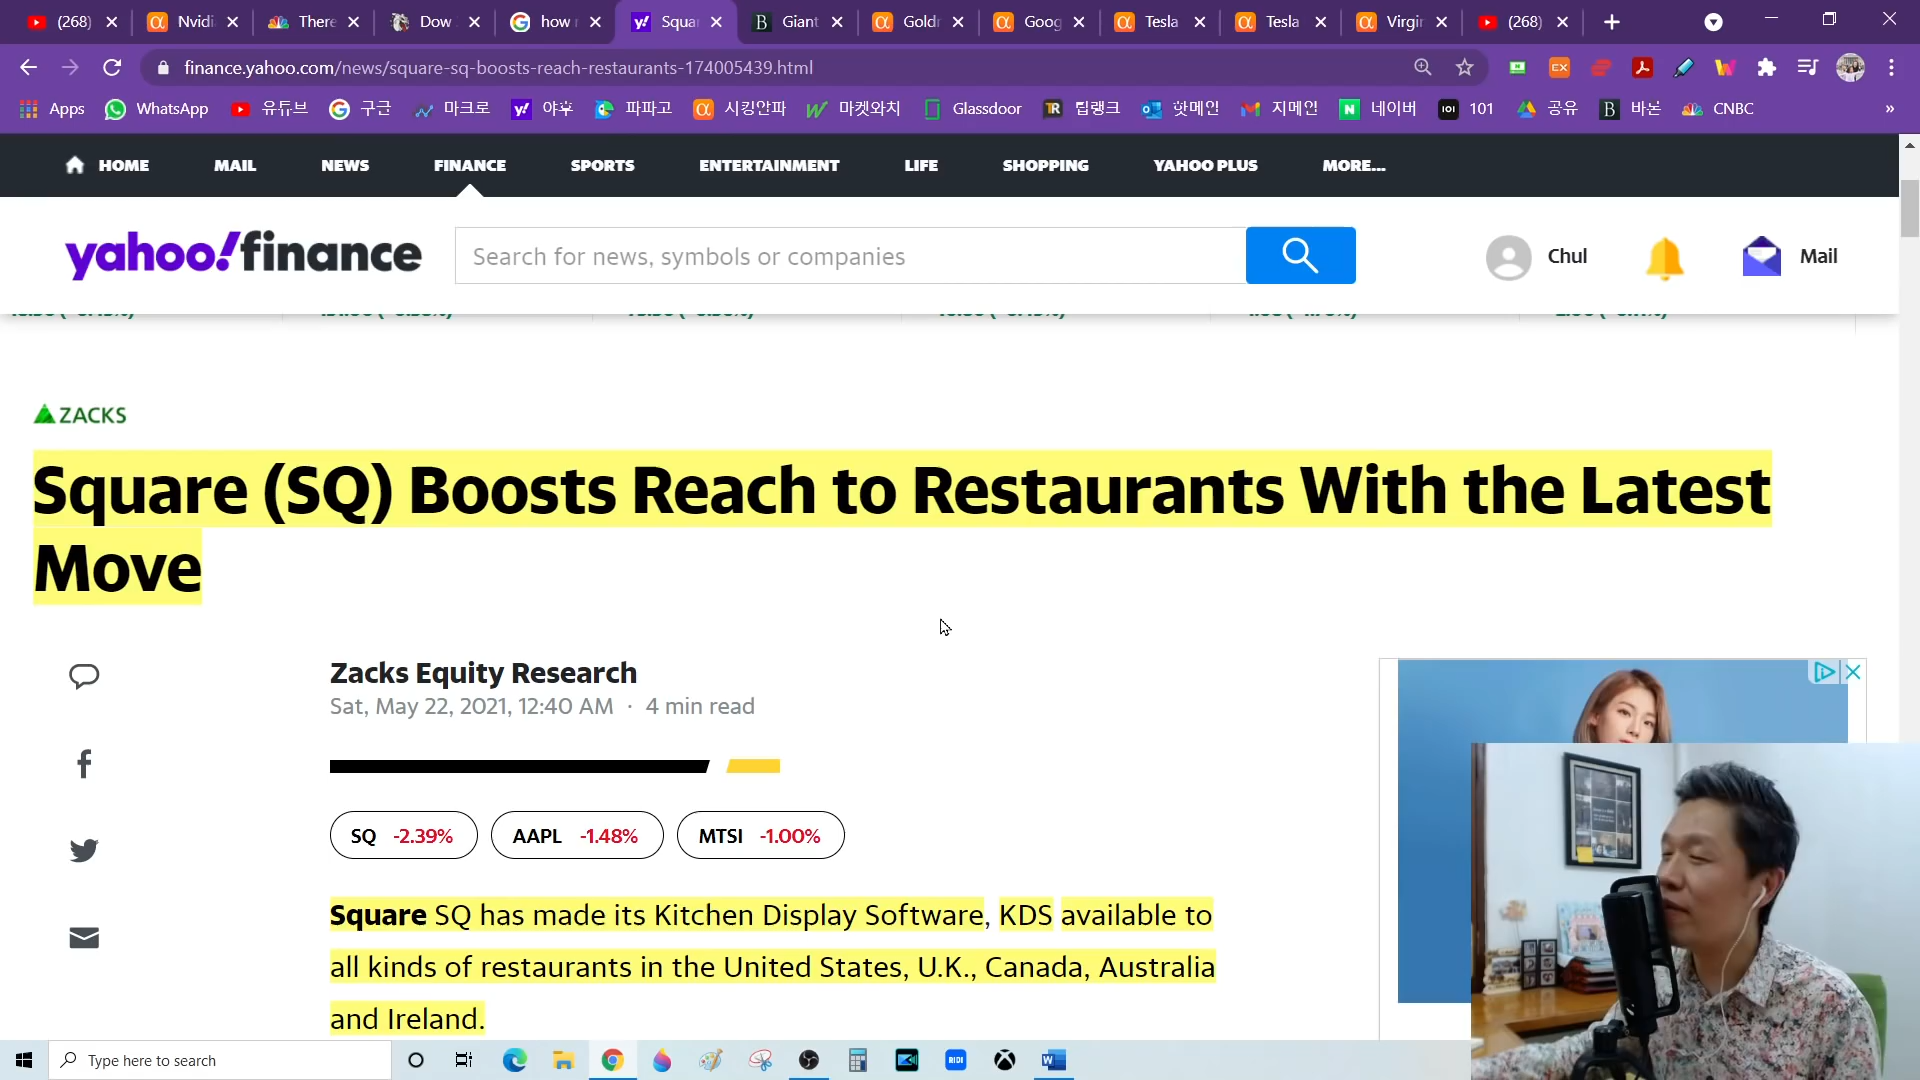 (268)
Nvdi
There
Dow
how r
Squar
Giant
Goldr
Goog
Tesla
Tesla
Virgir
(268)
finance.yahoo.com/news/square-sq-boosts-reach-restaurants-174005439.html
Apps WhatsApp 유튜브 구글 마크로 야후 파파고 시킹알파 마켓와치 Glassdoor 팁랭크 핫메일 지메일 네이버 101 공유 바론 CNBC
HOME MAIL NEWS FINANCE SPORTS ENTERTAINMENT LIFE SHOPPING YAHOO PLUS MORE...
yahoo!finance
Search for news, symbols or companies
Chul
Mail
ZACKS
Square (SQ) Boosts Reach to Restaurants With the Latest
Move
Zacks Equity Research
Sat, May 22, 2021, 12:40 AM · 4 min read
SQ -2.39% AAPL -1.48% MTSI -1.00%
Square SQ has made its Kitchen Display Software, KDS available to
all kinds of restaurants in the United States, U.K., Canada, Australia
and Ireland.
Type here to search